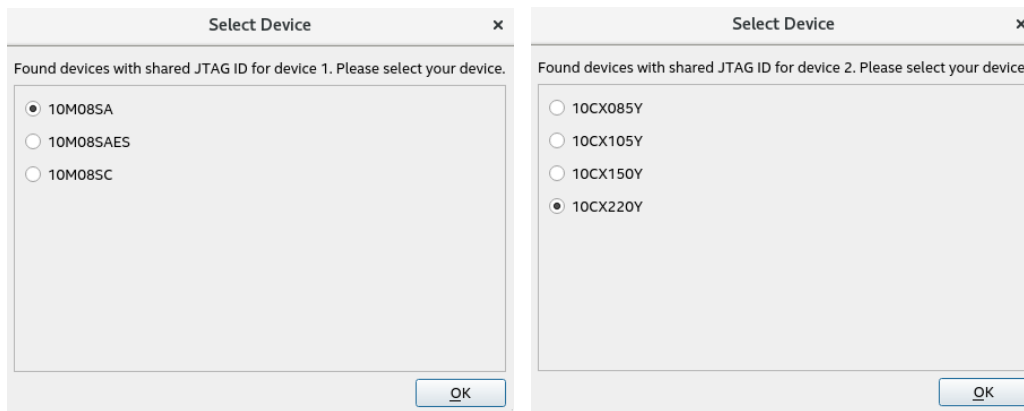 Select Device
×
Found devices with shared JTAG ID for device 1. Please select your device.
10M08SA
10M08SAES
10M08SC
OK
Select Device
×
Found devices with shared JTAG ID for device 2. Please select your device
10CX085Y
10CX105Y
10CX150Y
10CX220Y
OK